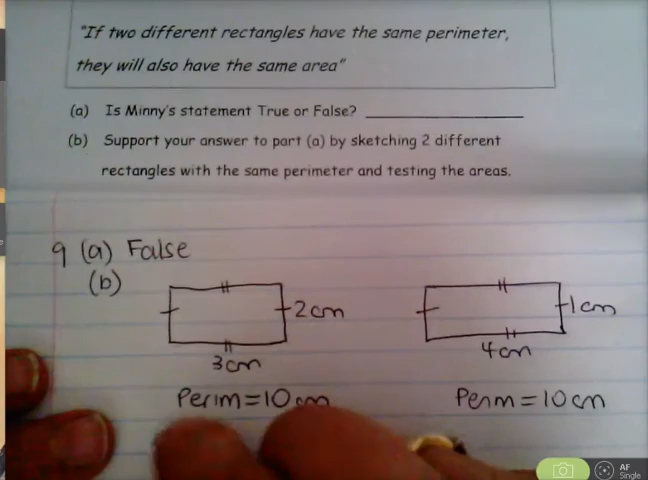 "If two different rectangles have the same perimeter,
they will also have the same area"
(a) Is Minny's statement True or False? ____________________
(b) Support your answer to part (a) by sketching 2 different
rectangles with the same perimeter and testing the areas.
9 (a) False
(b)
2cm
1cm
3cm
4cm
Perim=10cm
Perim=10cm
AF
Single